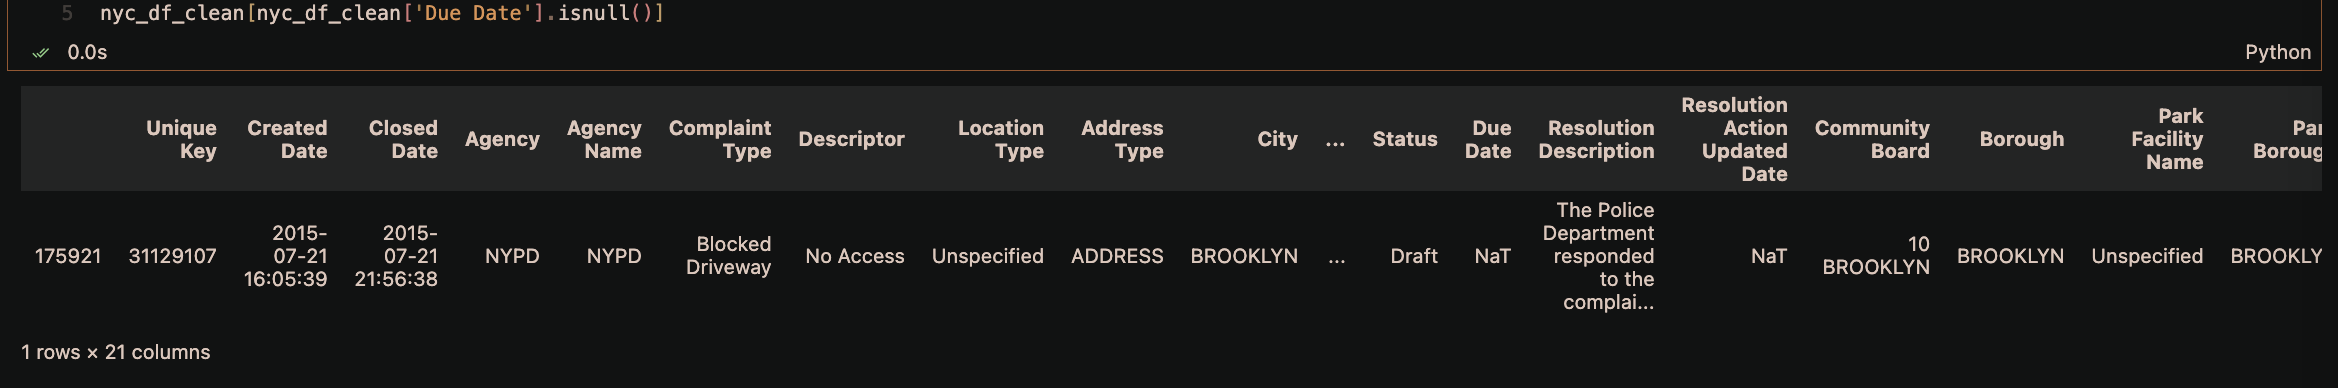 5 nyc_df_clean[nyc_df_clean['Due Date'].isnull()]
0.0s Python
Unique Key Created Date Closed Date Agency Agency Name Complaint Type Descriptor Location Type Address Type City ... Status Due Date Resolution Description Resolution Action Updated Date Community Board Borough Park Facility Name Par Boroug
175921 31129107 2015-07-21 16:05:39 2015-07-21 21:56:38 NYPD NYPD Blocked Driveway No Access Unspecified ADDRESS BROOKLYN ... Draft NaT The Police Department responded to the complai... NaT 10 BROOKLYN BROOKLYN Unspecified BROOKLY
1 rows × 21 columns